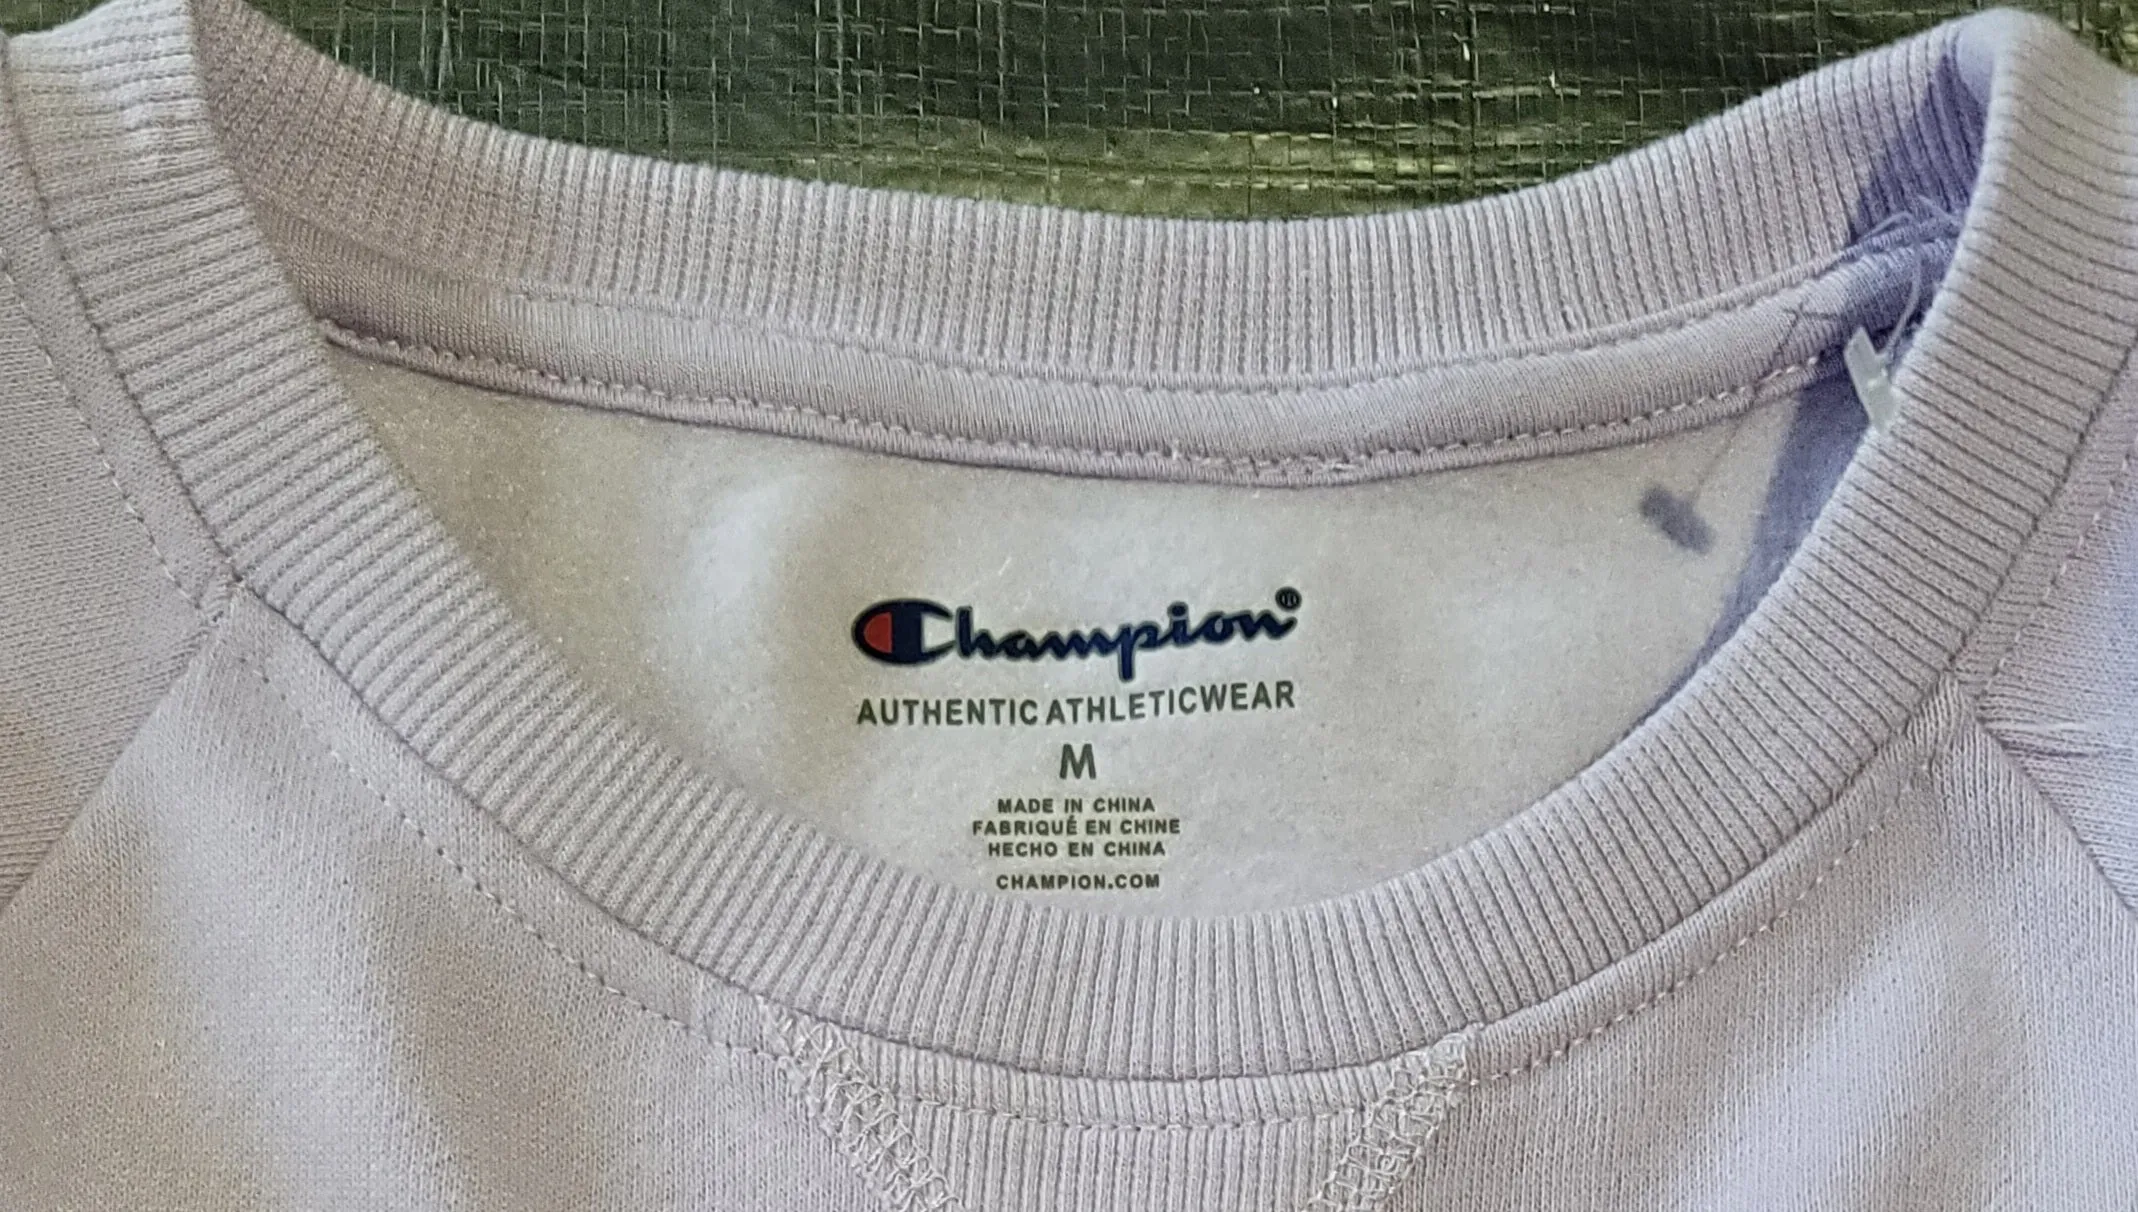 Champion®
AUTHENTIC ATHLETICWEAR
M
MADE IN CHINA
FABRIQUÉ EN CHINE
HECHO EN CHINA
CHAMPION.COM